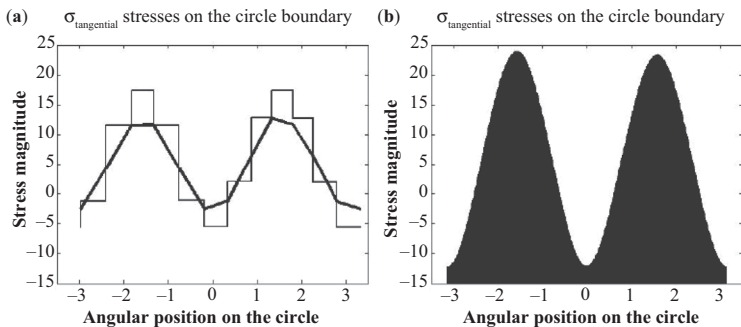 (a) σtangential stresses on the circle boundary
Stress magnitude
25
20
15
10
5
0
−5
−10
−15
−3 −2 −1 0 1 2 3
Angular position on the circle
(b) σtangential stresses on the circle boundary
Stress magnitude
25
20
15
10
5
0
−5
−10
−15
−3 −2 −1 0 1 2 3
Angular position on the circle